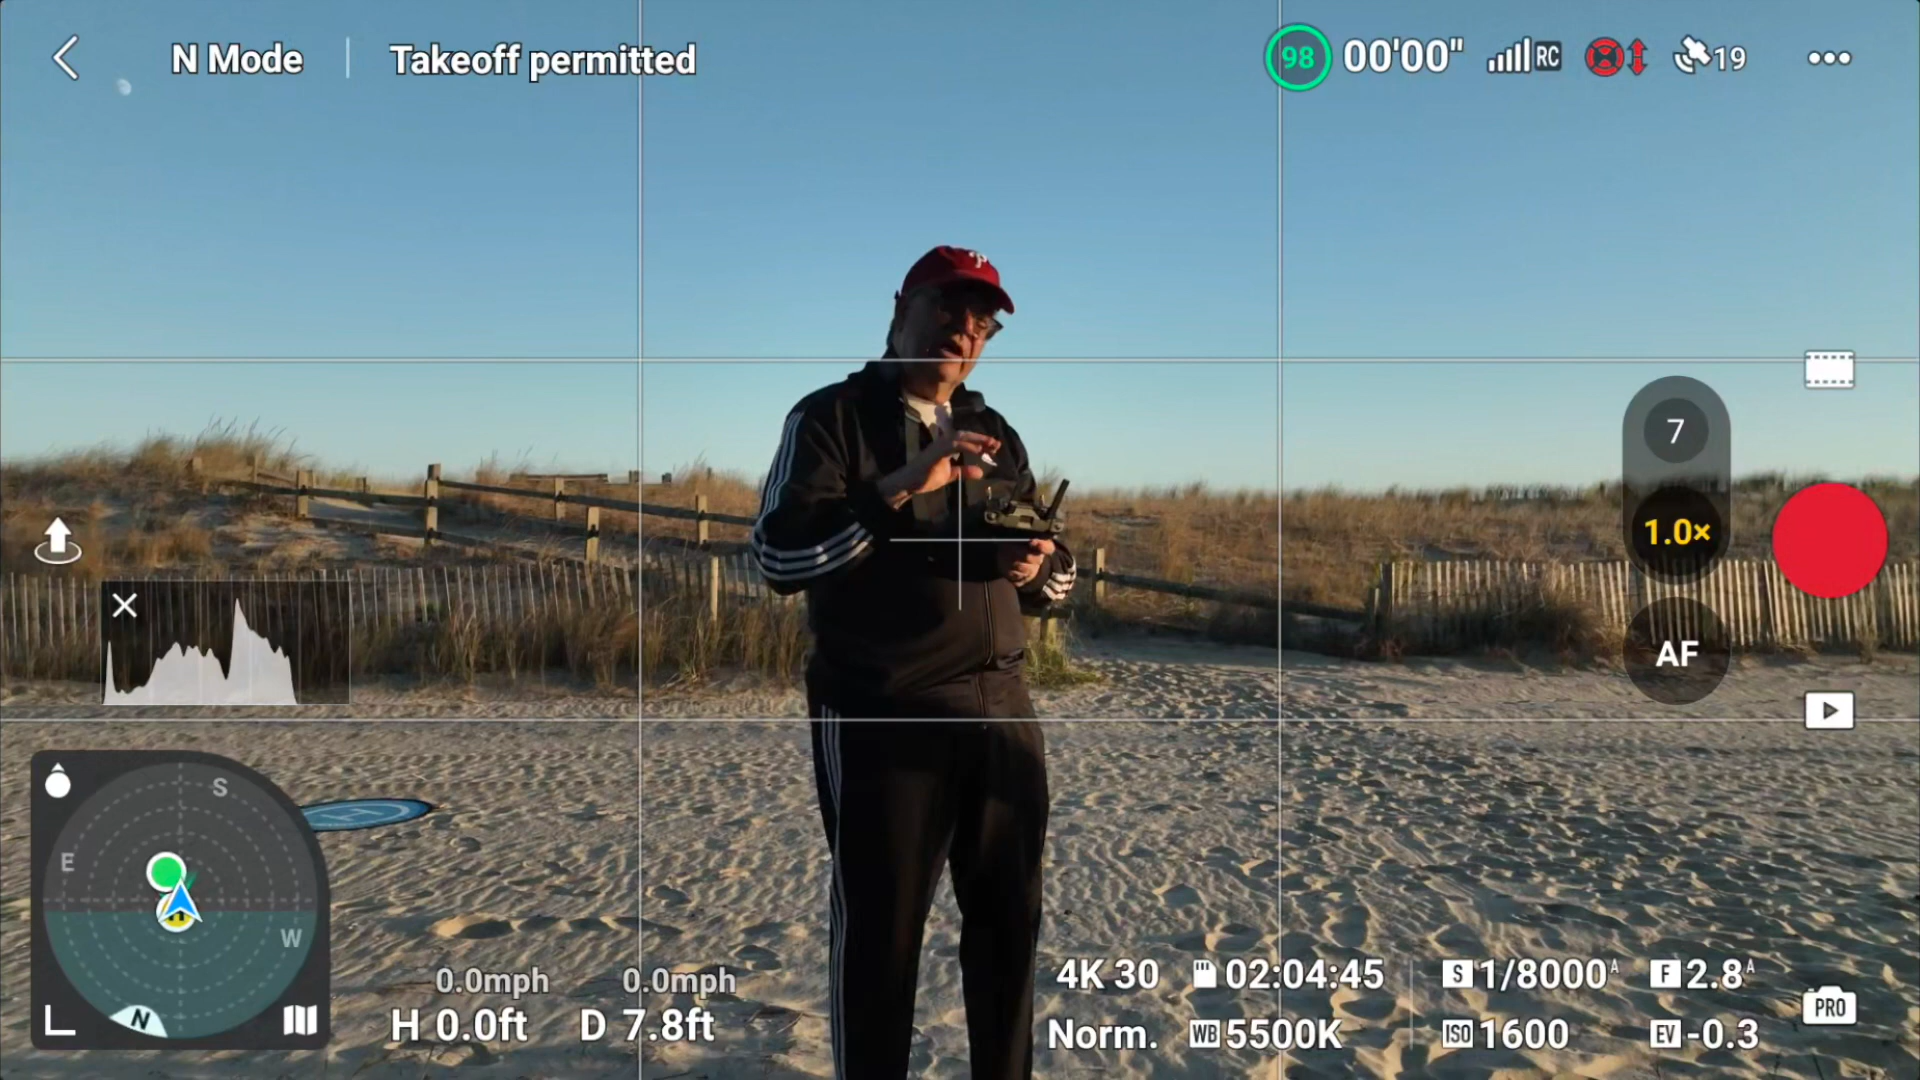 N Mode
Takeoff permitted
98
00'00"
RC
19
P
7
1.0×
AF
S
E
W
H
N
H
0.0mph
0.0mph
H 0.0ft
D 7.8ft
4K 30
02:04:45
S 1/8000 A
F 2.8 A
Norm.
WB 5500K
ISO 1600
EV -0.3
PRO